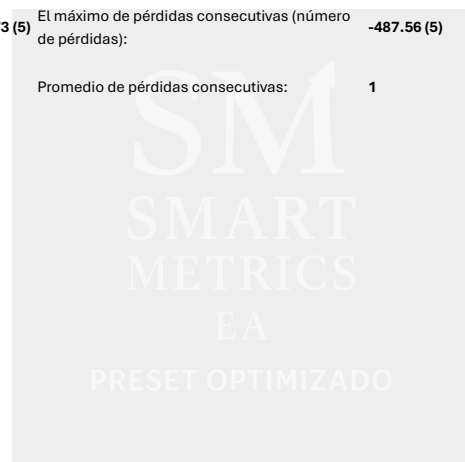 3 (5)
El máximo de pérdidas consecutivas (número
de pérdidas):
-487.56 (5)
Promedio de pérdidas consecutivas:
1
SM
SMART
METRICS
EA
PRESET OPTIMIZADO